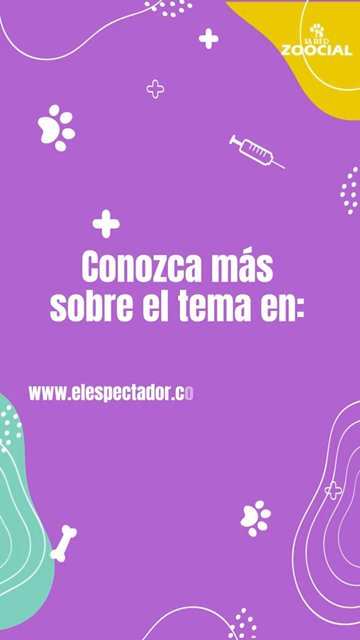 LA RED
ZOOCIAL
Conozca más
sobre el tema en:
www.elespectador.co